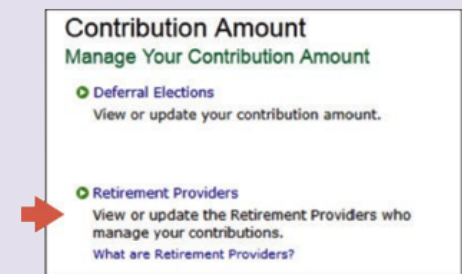 Contribution Amount
Manage Your Contribution Amount
Deferral Elections
View or update your contribution amount.
Retirement Providers
View or update the Retirement Providers who
manage your contributions.
What are Retirement Providers?